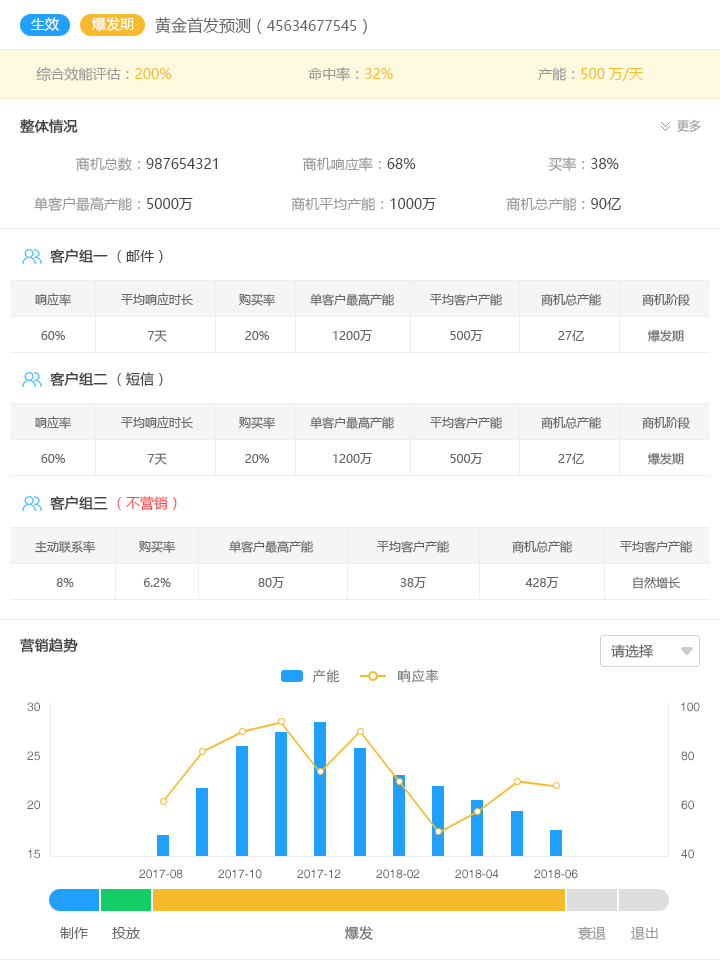 生效 爆发期 黄金首发预测（45634677545）
综合效能评估：200% 命中率：32% 产能：500 万/天
整体情况 更多
商机总数：987654321 商机响应率：68% 买率：38%
单客户最高产能：5000万 商机平均产能：1000万 商机总产能：90亿
客户组一（邮件）
响应率 平均响应时长 购买率 单客户最高产能 平均客户产能 商机总产能 商机阶段
60% 7天 20% 1200万 500万 27亿 爆发期
客户组二（短信）
响应率 平均响应时长 购买率 单客户最高产能 平均客户产能 商机总产能 商机阶段
60% 7天 20% 1200万 500万 27亿 爆发期
客户组三（不营销）
主动联系率 购买率 单客户最高产能 平均客户产能 商机总产能 平均客户产能
8% 6.2% 80万 38万 428万 自然增长
营销趋势 请选择
产能 响应率
30 100
25 80
20 60
15 40
2017-08 2017-10 2017-12 2018-02 2018-04 2018-06
制作 投放 爆发 衰退 退出